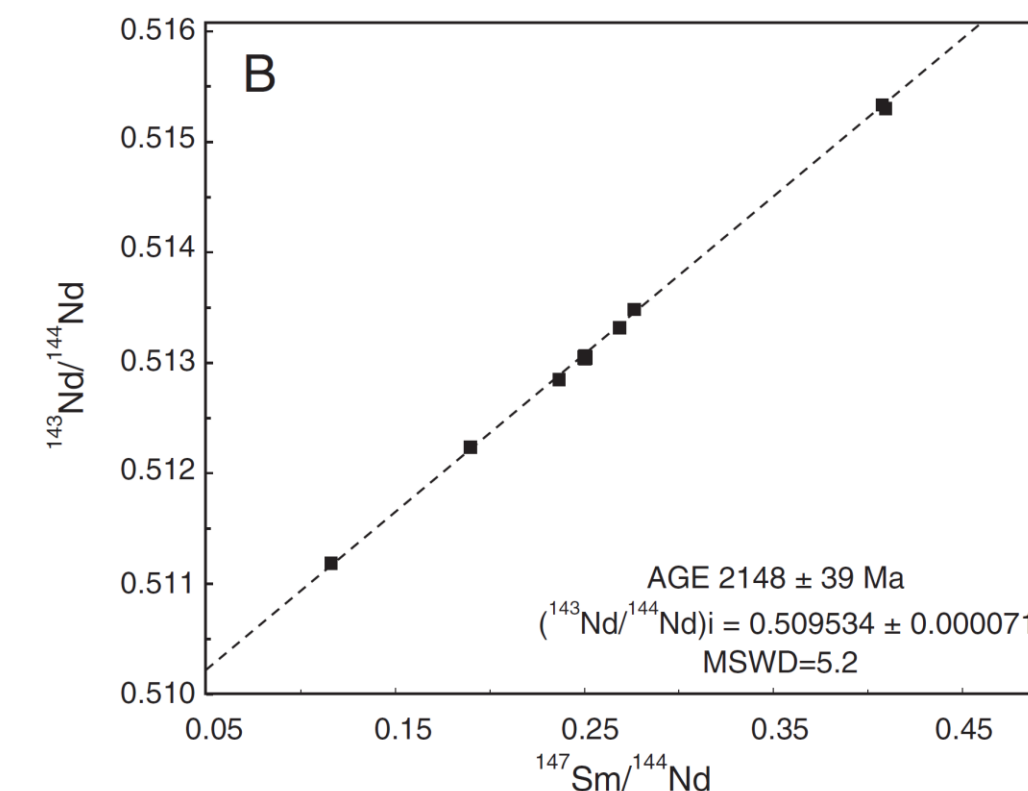 0.516
B
0.515
0.514
0.513
0.512
0.511
0.510
¹⁴³Nd/¹⁴⁴Nd
AGE 2148 ± 39 Ma
(¹⁴³Nd/¹⁴⁴Nd)i = 0.509534 ± 0.000071
MSWD=5.2
0.05 0.15 0.25 0.35 0.45
¹⁴⁷Sm/¹⁴⁴Nd